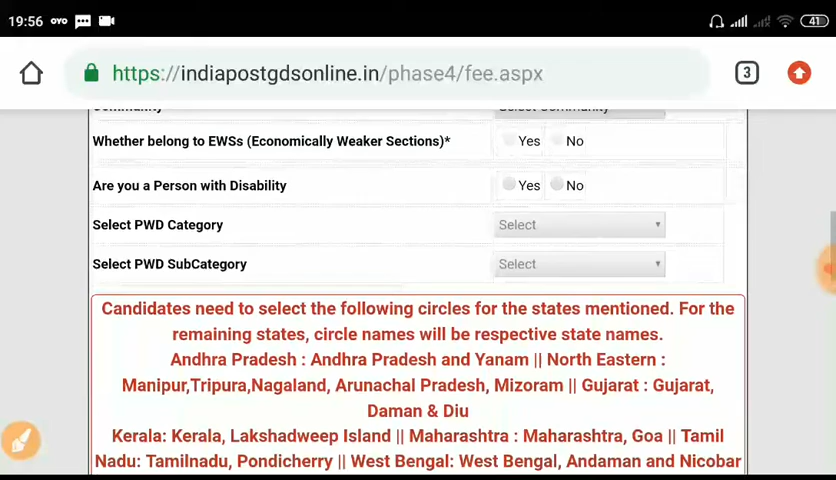 19:56 OYO 41
https://indiapostgdsonline.in/phase4/fee.aspx 3
Community Select Community
Whether belong to EWSs (Economically Weaker Sections)* Yes No
Are you a Person with Disability Yes No
Select PWD Category Select
Select PWD SubCategory Select
Candidates need to select the following circles for the states mentioned. For the
remaining states, circle names will be respective state names.
Andhra Pradesh : Andhra Pradesh and Yanam || North Eastern :
Manipur,Tripura,Nagaland, Arunachal Pradesh, Mizoram || Gujarat : Gujarat,
Daman & Diu
Kerala: Kerala, Lakshadweep Island || Maharashtra : Maharashtra, Goa || Tamil
Nadu: Tamilnadu, Pondicherry || West Bengal: West Bengal, Andaman and Nicobar